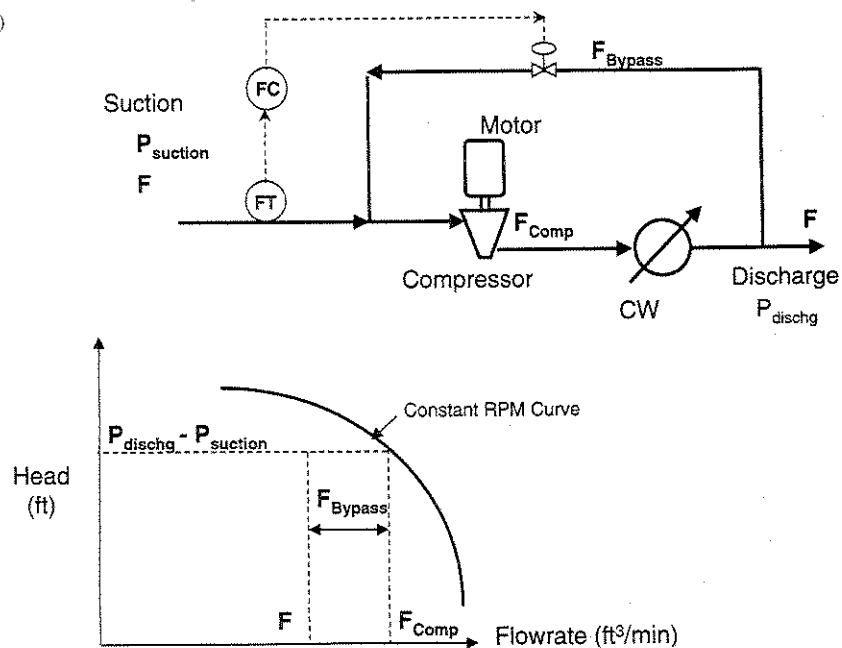 )
F_Bypass
FC
Suction
P_suction
F
Motor
FT
F_Comp
F
Compressor
Discharge
CW
P_dischg
Constant RPM Curve
P_dischg - P_suction
Head
(ft)
F_Bypass
F
F_Comp
Flowrate (ft³/min)